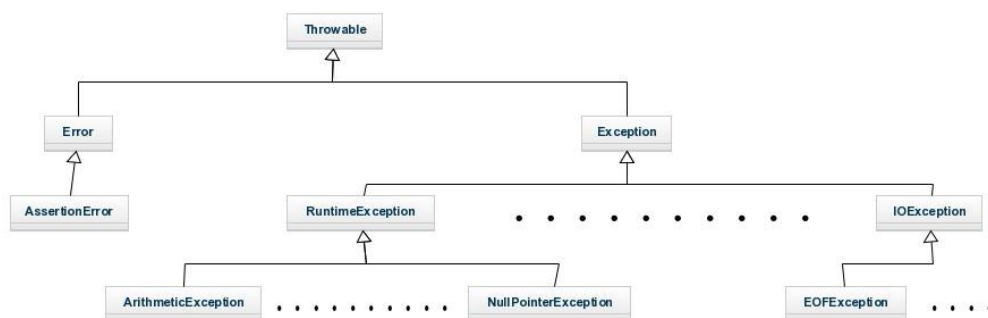 Throwable
Error
Exception
AssertionError
RuntimeException
IOException
ArithmeticException
NullPointerException
EOFException